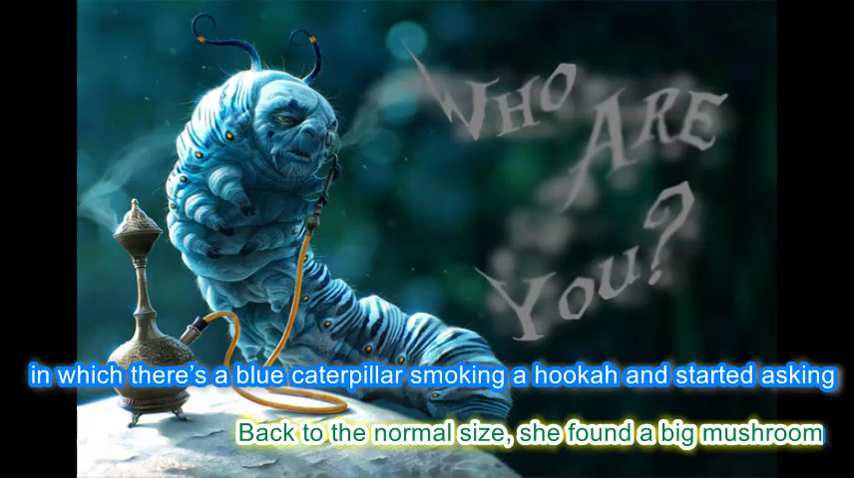 WHO
ARE
YOU?
in which there's a blue caterpillar smoking a hookah and started asking
Back to the normal size, she found a big mushroom